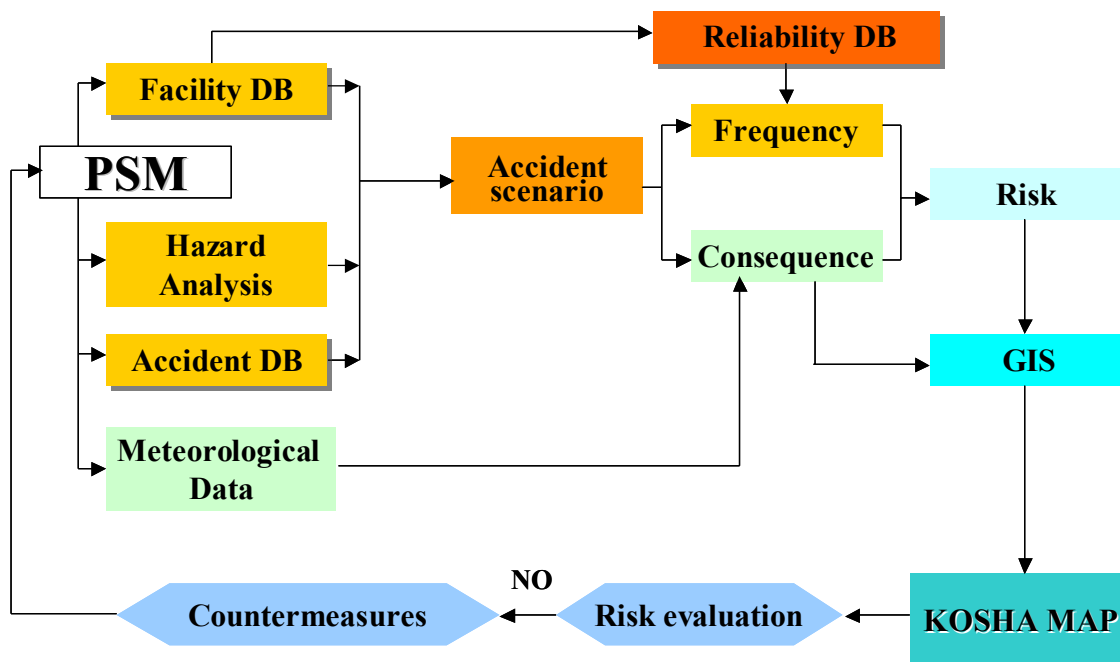 Reliability DB
Facility DB
Frequency
PSM
Accident
scenario
Risk
Hazard
Analysis
Consequence
Accident DB
GIS
Meteorological
Data
NO
Countermeasures
Risk evaluation
KOSHA MAP